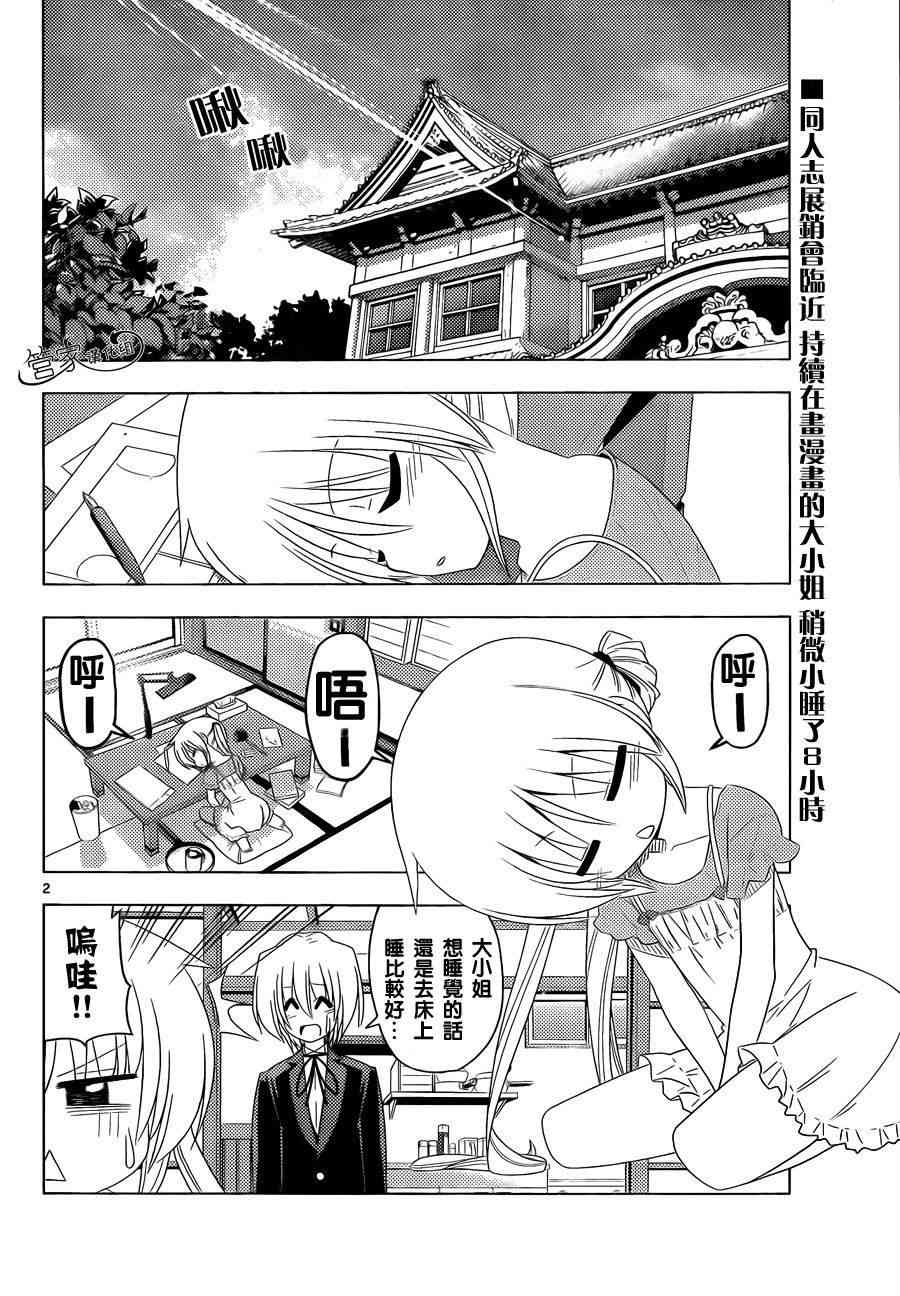 ■同人志展銷會臨近 持續在畫漫畫的大小姐 稍微小睡了8小時
啾
啾
呼ー
唔ー
呼ー
2
大小姐
想睡覺的話
還是去床上
睡比較好…
嗚哇!!